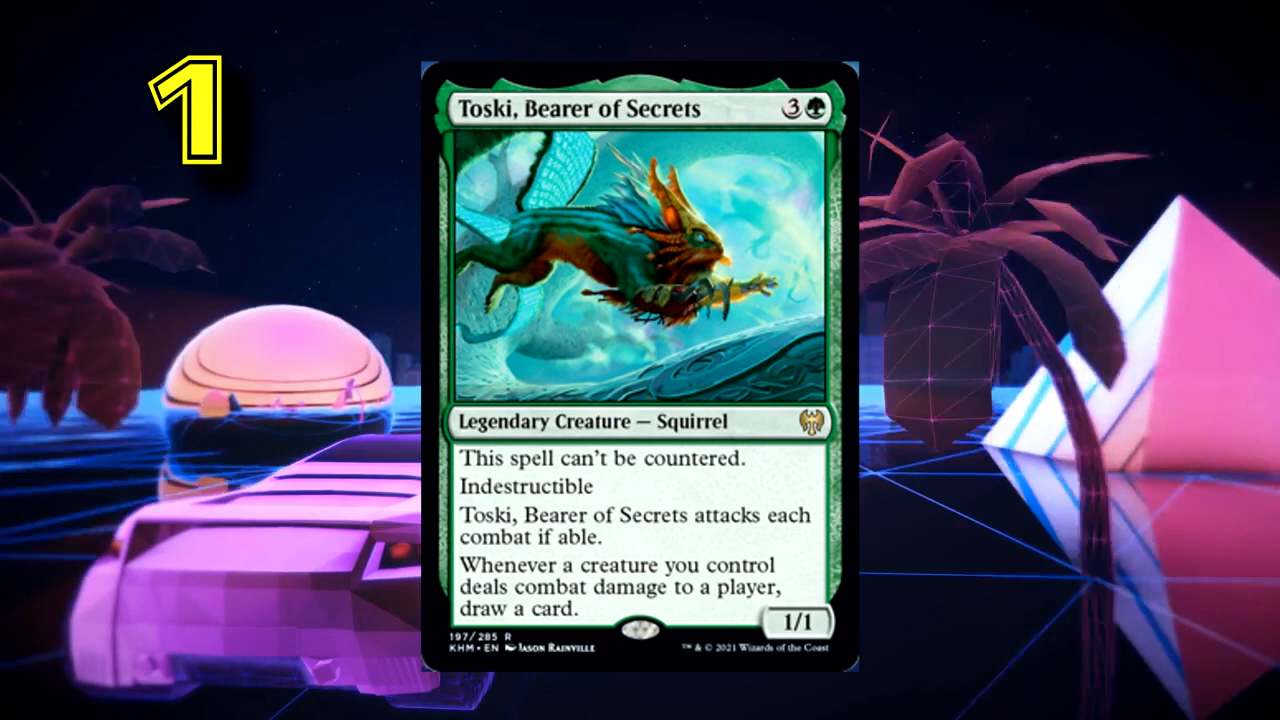 1
Toski, Bearer of Secrets 3
Legendary Creature — Squirrel
This spell can't be countered.
Indestructible
Toski, Bearer of Secrets attacks each
combat if able.
Whenever a creature you control
deals combat damage to a player,
draw a card.
1/1
197/285 R
KHM • EN Jason Rainville
™ & © 2021 Wizards of the Coast